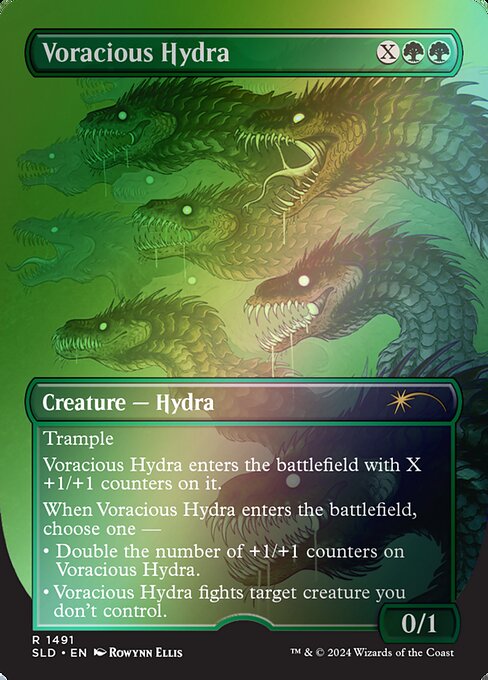 Voracious Hydra X
Creature — Hydra
Trample
Voracious Hydra enters the battlefield with X
+1/+1 counters on it.
When Voracious Hydra enters the battlefield,
choose one —
• Double the number of +1/+1 counters on
Voracious Hydra.
• Voracious Hydra fights target creature you
don't control.
0/1
R 1491
SLD • EN Rowynn Ellis
™ & © 2024 Wizards of the Coast